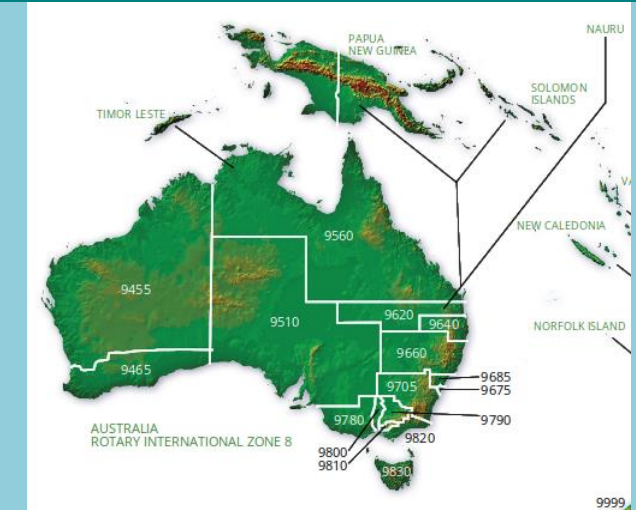 NAURU
PAPUA
NEW GUINEA
SOLOMON
ISLANDS
TIMOR LESTE
NEW CALEDONIA
9560
9455
9620
9510
9640
NORFOLK ISLAND
9660
9465
9685
9705
9675
9780
9790
AUSTRALIA
ROTARY INTERNATIONAL ZONE 8
9820
9800
9810
9830
9999